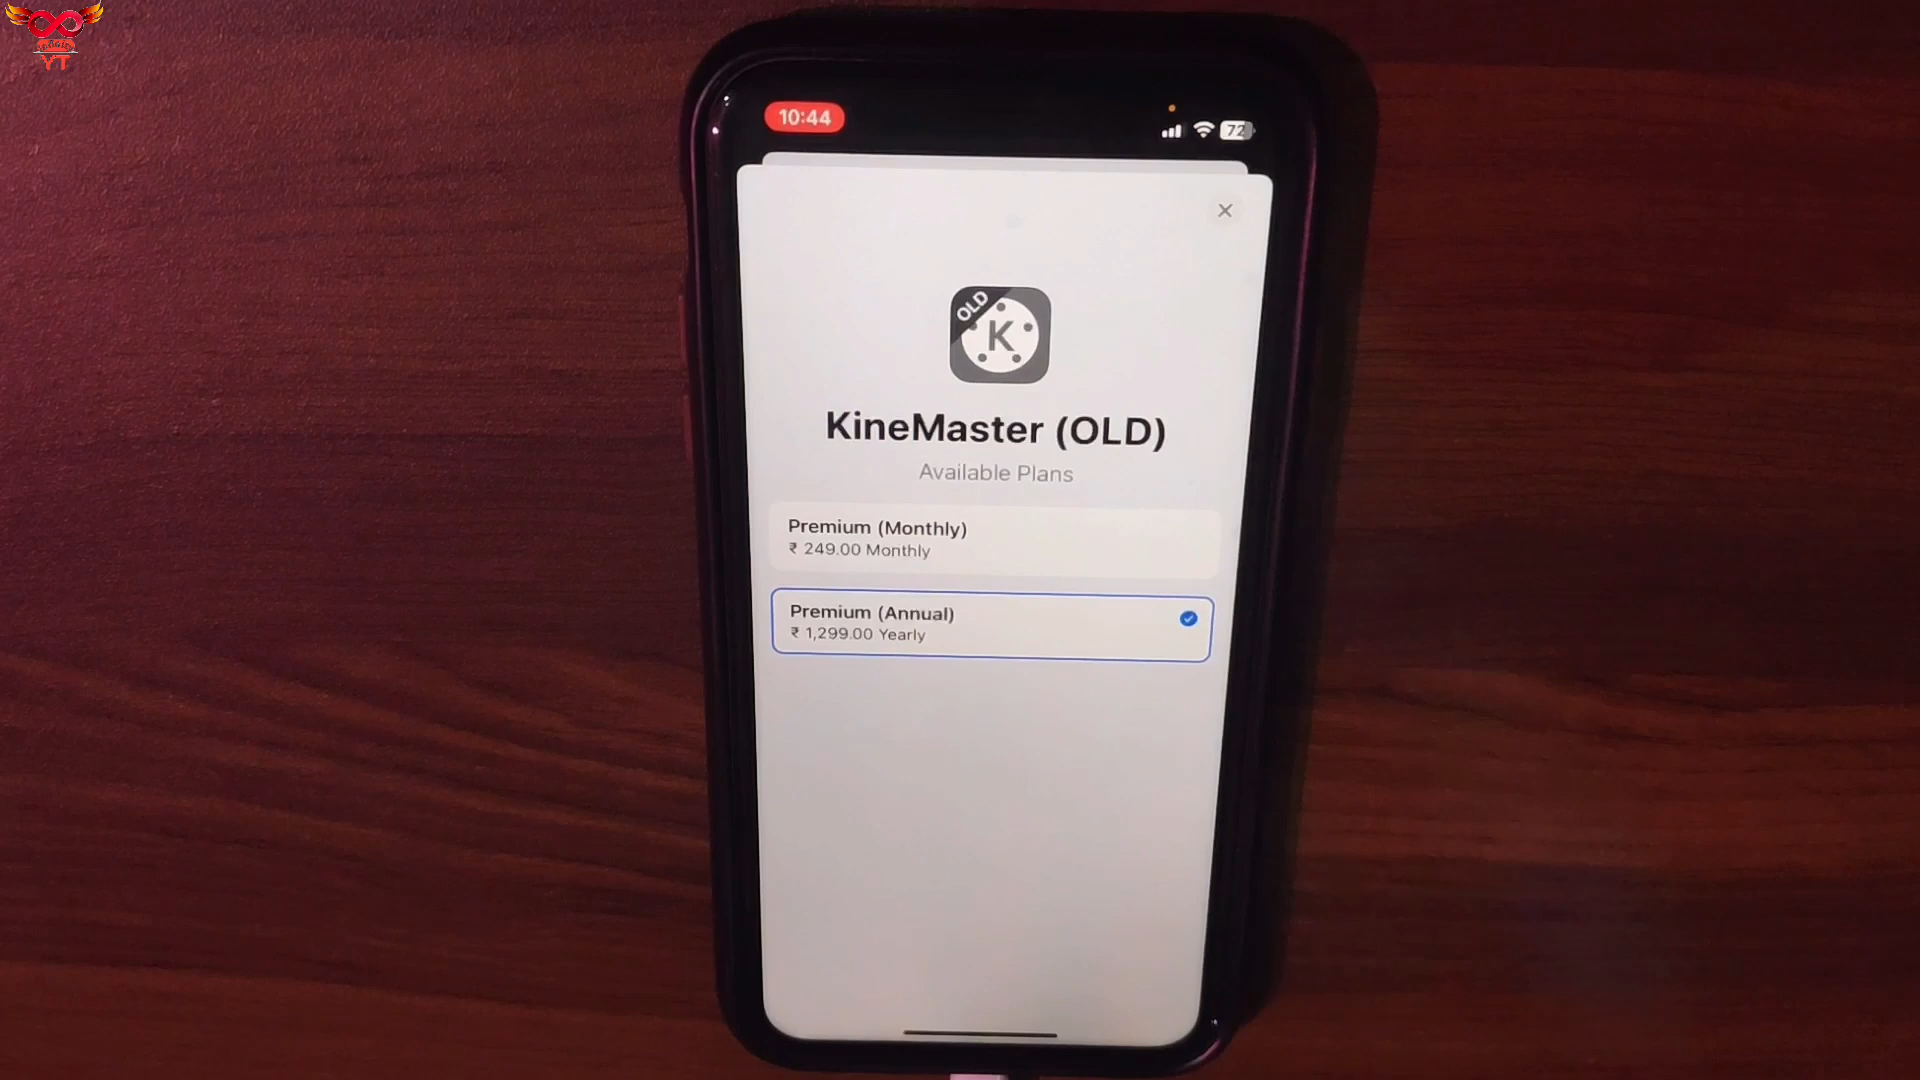 YT
10:44
72
OLD
K
KineMaster (OLD)
Available Plans
Premium (Monthly)
₹ 249.00 Monthly
Premium (Annual)
₹ 1,299.00 Yearly